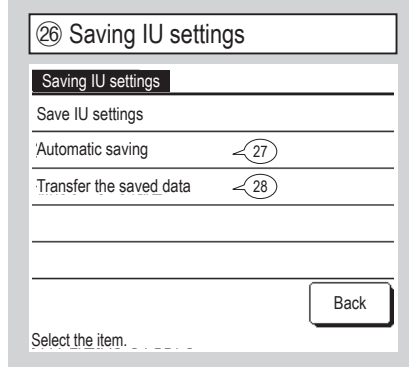 ㉖ Saving IU settings
Saving IU settings
Save IU settings
Automatic saving 27
Transfer the saved data 28
Back
Select the item.